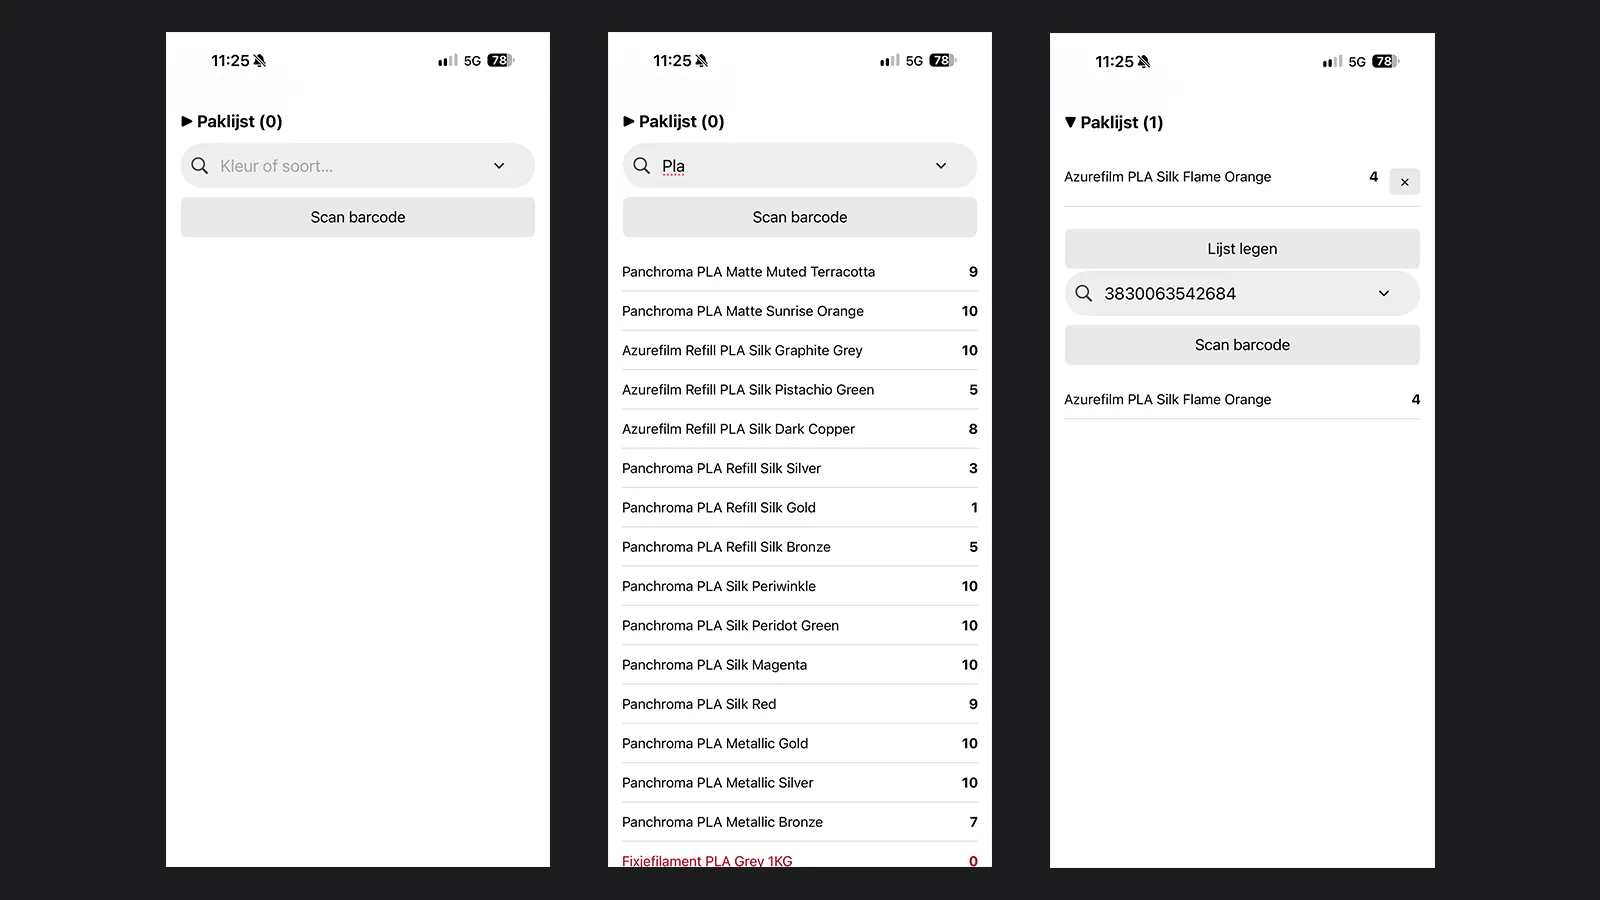 11:25 5G 78
Paklijst (0)
Kleur of soort...
Scan barcode
11:25 5G 78
Paklijst (0)
Pla
Scan barcode
Panchroma PLA Matte Muted Terracotta 9
Panchroma PLA Matte Sunrise Orange 10
Azurefilm Refill PLA Silk Graphite Grey 10
Azurefilm Refill PLA Silk Pistachio Green 5
Azurefilm Refill PLA Silk Dark Copper 8
Panchroma PLA Refill Silk Silver 3
Panchroma PLA Refill Silk Gold 1
Panchroma PLA Refill Silk Bronze 5
Panchroma PLA Silk Periwinkle 10
Panchroma PLA Silk Peridot Green 10
Panchroma PLA Silk Magenta 10
Panchroma PLA Silk Red 9
Panchroma PLA Metallic Gold 10
Panchroma PLA Metallic Silver 10
Panchroma PLA Metallic Bronze 7
Fixjefilament PLA Grey 1KG 0
11:25 5G 78
Paklijst (1)
Azurefilm PLA Silk Flame Orange 4 ×
Lijst legen
3830063542684
Scan barcode
Azurefilm PLA Silk Flame Orange 4